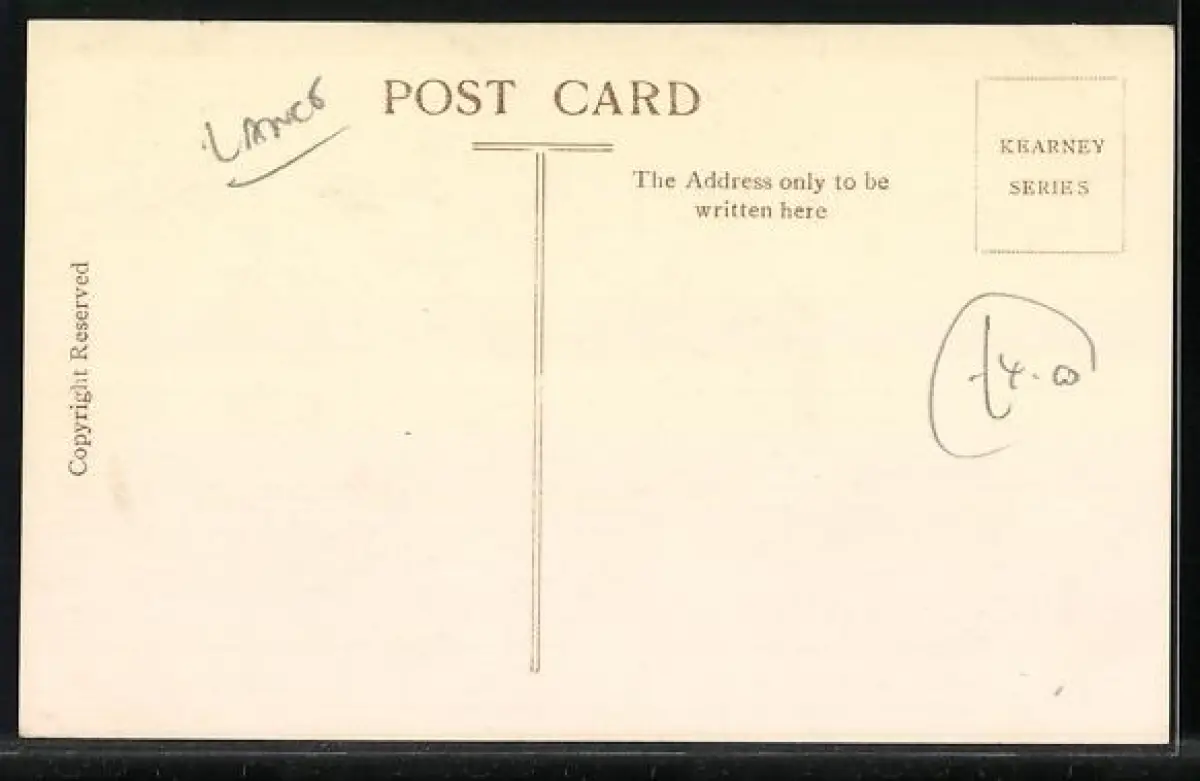 LANCS
POST CARD
The Address only to be
written here
KEARNEY
SERIES
Copyright Reserved
£4.00